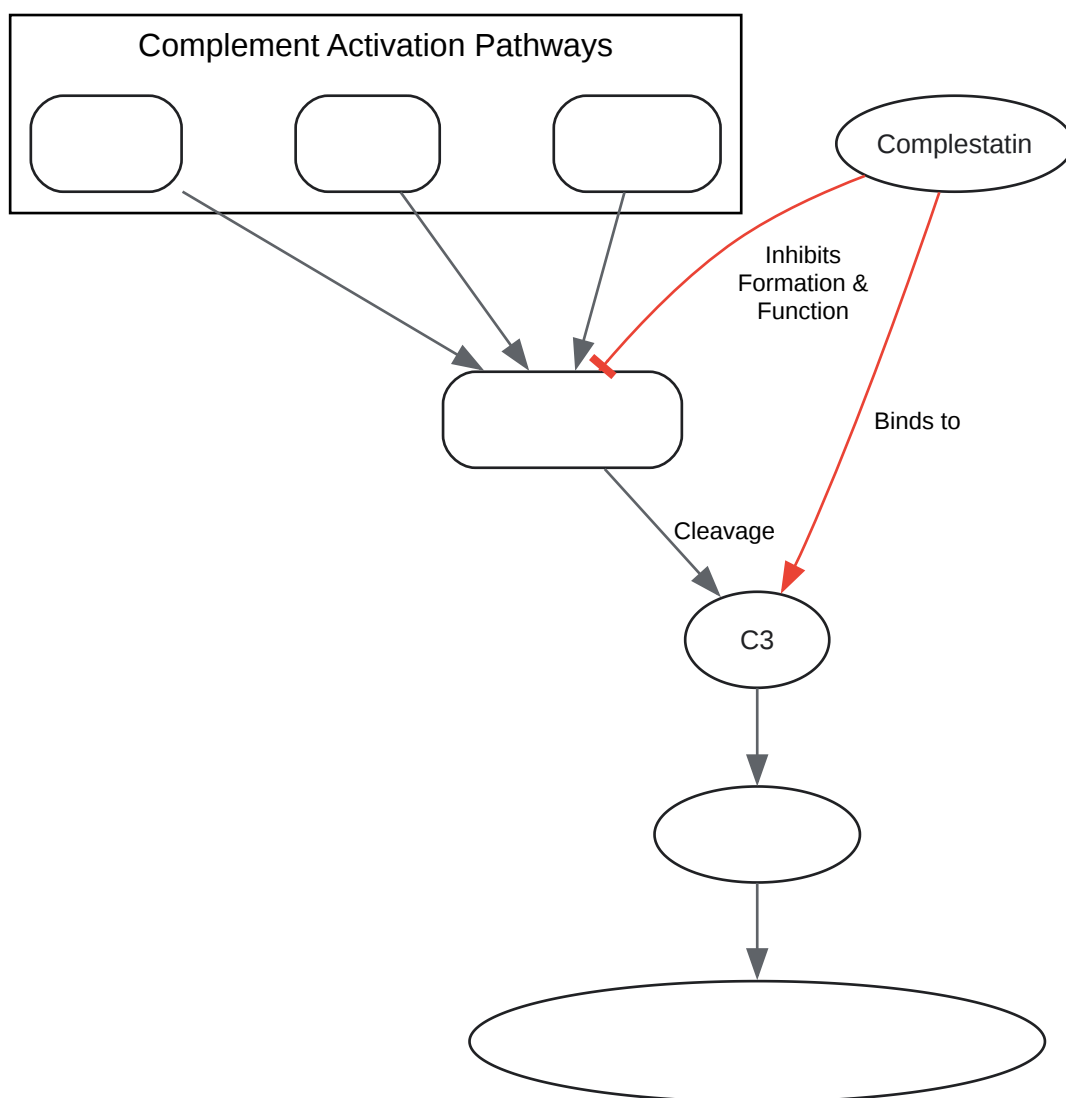 Complement Activation Pathways
Complestatin
Inhibits
Formation &
Function
Binds to
Cleavage
C3